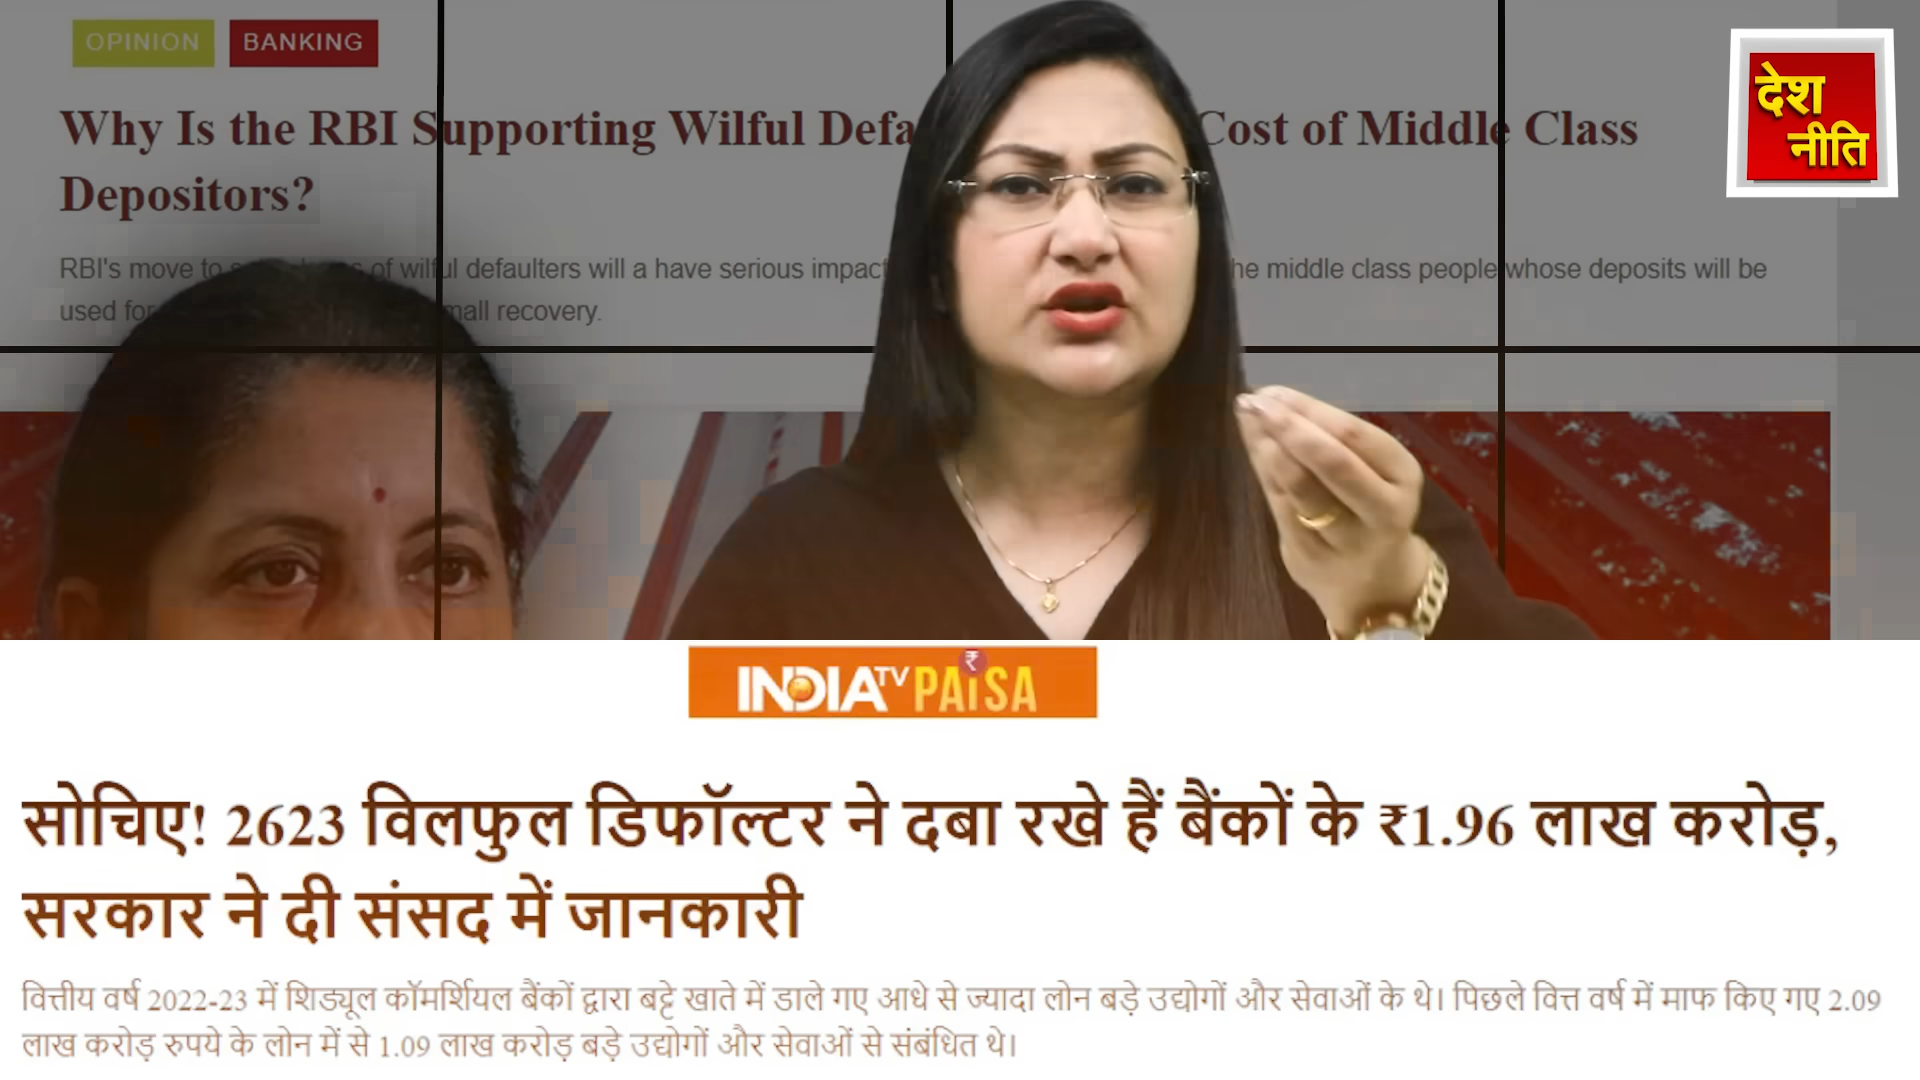 OPINION BANKING
देश
नीति
Why Is the RBI Supporting Wilful Defa Cost of Middle Class
Depositors?
RBI's move to of wilful defaulters will a have serious impact he middle class people whose deposits will be
used for mall recovery.
INDIA TV PAISA
सोचिए! 2623 विलफुल डिफॉल्टर ने दबा रखे हैं बैंकों के ₹1.96 लाख करोड़,
सरकार ने दी संसद में जानकारी
वित्तीय वर्ष 2022-23 में शिड्यूल कॉमर्शियल बैंकों द्वारा बट्टे खाते में डाले गए आधे से ज्यादा लोन बड़े उद्योगों और सेवाओं के थे। पिछले वित्त वर्ष में माफ किए गए 2.09
लाख करोड़ रुपये के लोन में से 1.09 लाख करोड़ बड़े उद्योगों और सेवाओं से संबंधित थे।